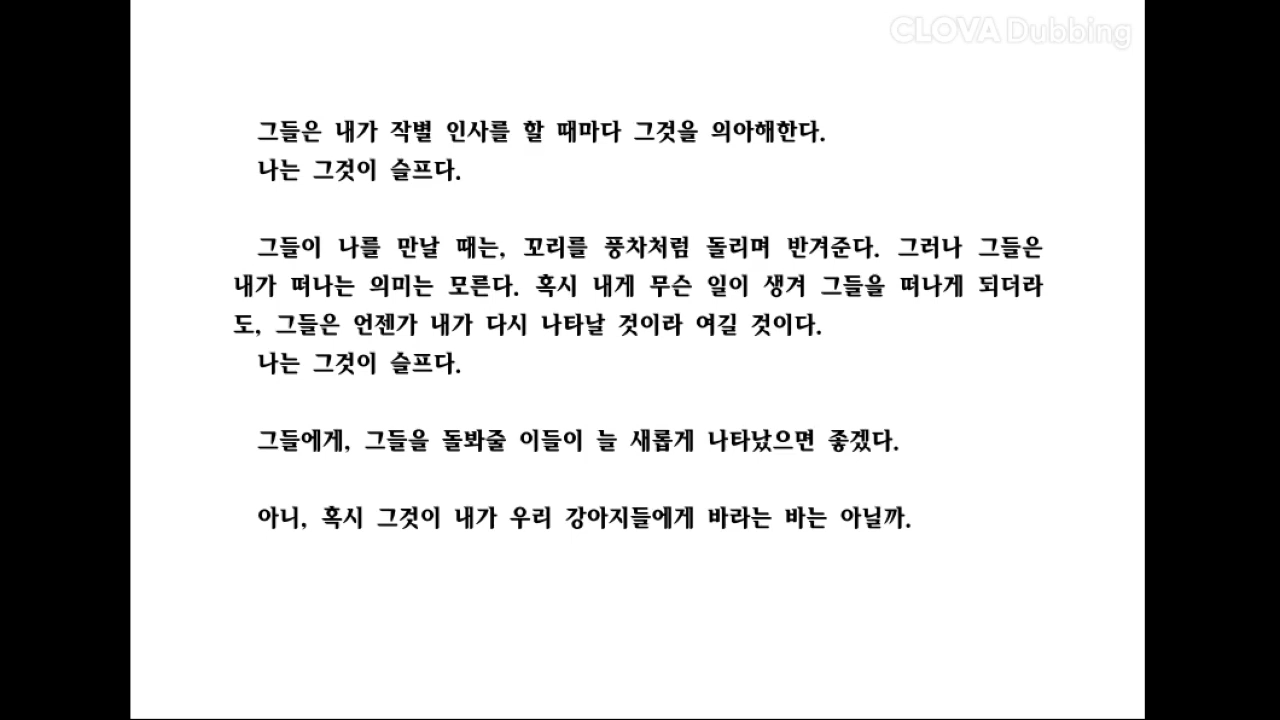 CLOVA Dubbing
그들은 내가 작별 인사를 할 때마다 그것을 의아해한다.
나는 그것이 슬프다.
그들이 나를 만날 때는, 꼬리를 풍차처럼 돌리며 반겨준다. 그러나 그들은
내가 떠나는 의미는 모른다. 혹시 내게 무슨 일이 생겨 그들을 떠나게 되더라
도, 그들은 언젠가 내가 다시 나타날 것이라 여길 것이다.
나는 그것이 슬프다.
그들에게, 그들을 돌봐줄 이들이 늘 새롭게 나타났으면 좋겠다.
아니, 혹시 그것이 내가 우리 강아지들에게 바라는 바는 아닐까.